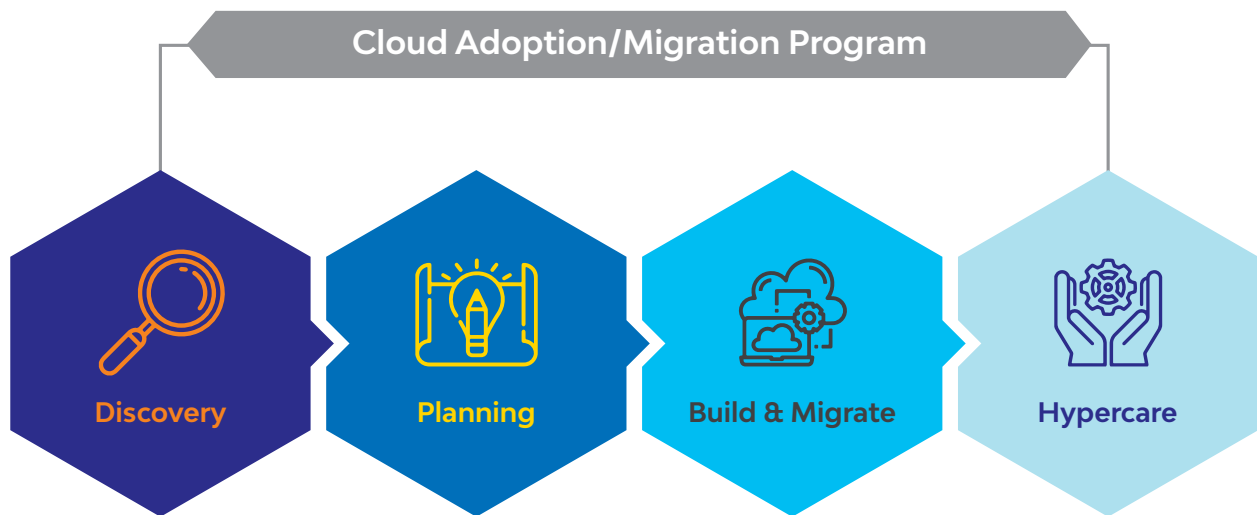 Cloud Adoption/Migration Program
Discovery
Planning
Build & Migrate
Hypercare